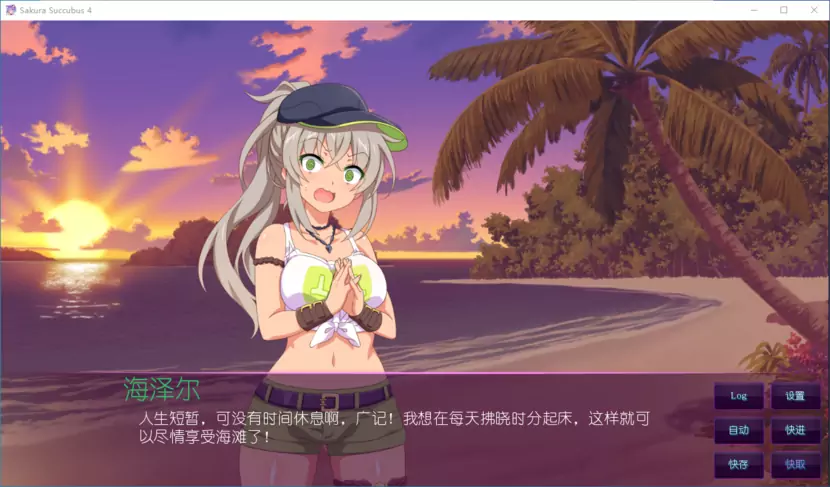 Sakura Succubus 4
海泽尔
人生短暂，可没有时间休息啊，广记！我想在每天拂晓时分起床，这样就可
以尽情享受海滩了！
Log
设置
自动
快进
快存
快取